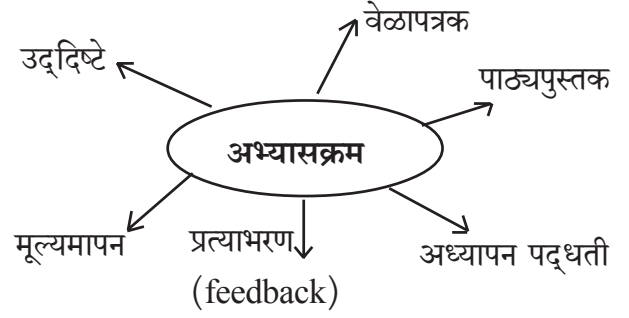 वेळापत्रक
उद्‌दिष्टे
पाठ्यपुस्तक
अभ्यासक्रम
मूल्यमापन
प्रत्याभरण
(feedback)
अध्यापन पद्‌धती